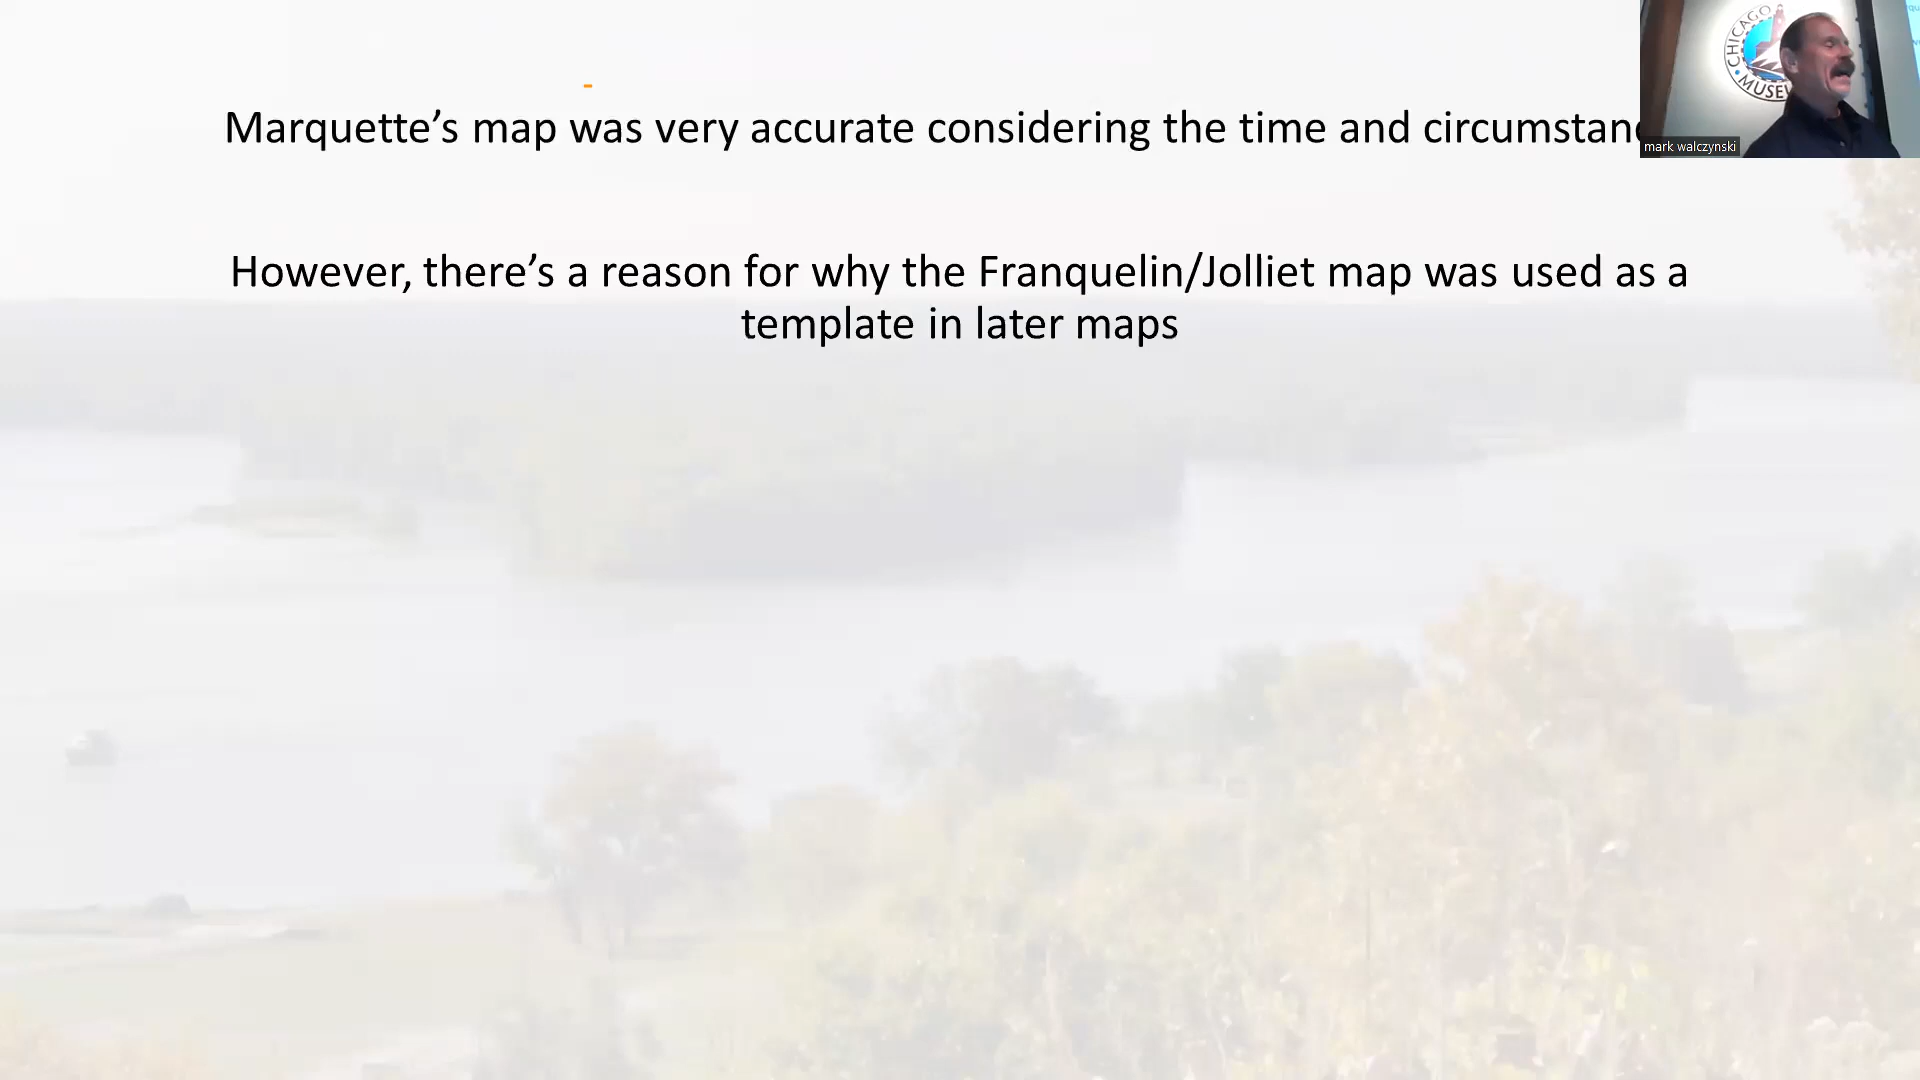 Marquette’s map was very accurate considering the time and
However, there’s a reason for why the Franquelin/Jolliet map was used as a
template in later maps
CHICAGO
mark walczynski